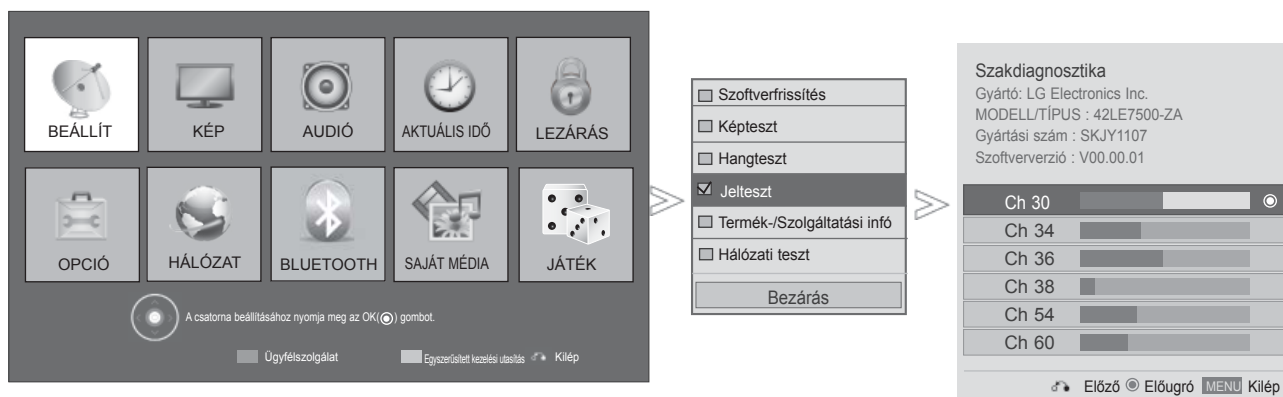 BEÁLLÍT
KÉP
AUDIÓ
AKTUÁLIS IDŐ
LEZÁRÁS
OPCIÓ
HÁLÓZAT
BLUETOOTH
SAJÁT MÉDIA
JÁTÉK
A csatorna beállításához nyomja meg az OK(◉) gombot.
Ügyfélszolgálat
Egyszerűsített kezelési utasítás
Kilép
Szoftverfrissítés
Képteszt
Hangteszt
Jelteszt
Termék-/Szolgáltatási infó
Hálózati teszt
Bezárás
Szakdiagnosztika
Gyártó: LG Electronics Inc.
MODELL/TÍPUS : 42LE7500-ZA
Gyártási szám : SKJY1107
Szoftververzió : V00.00.01
Ch 30
Ch 34
Ch 36
Ch 38
Ch 54
Ch 60
Előző ◉ Előugró MENU Kilép